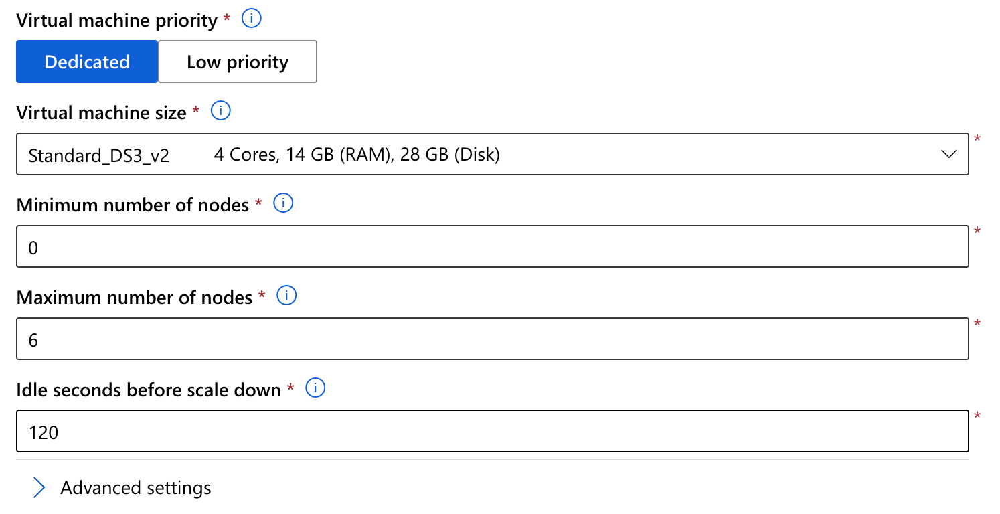 Virtual machine priority *
Dedicated Low priority
Virtual machine size *
*
Standard_DS3_v2 4 Cores, 14 GB (RAM), 28 GB (Disk)
Minimum number of nodes *
*
0
Maximum number of nodes *
*
6
Idle seconds before scale down *
*
120
Advanced settings